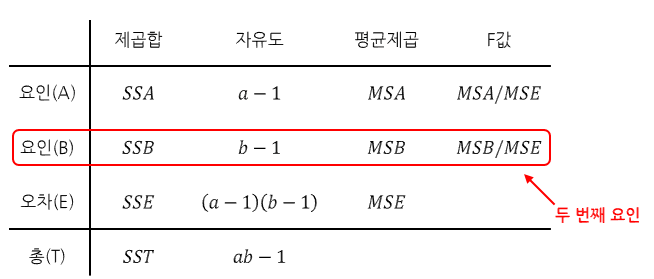 제곱합 자유도 평균제곱 F값
요인(A) SSA a − 1 MSA MSA/MSE
요인(B) SSB b − 1 MSB MSB/MSE
오차(E) SSE (a − 1)(b − 1) MSE
두 번째 요인
총(T) SST ab − 1